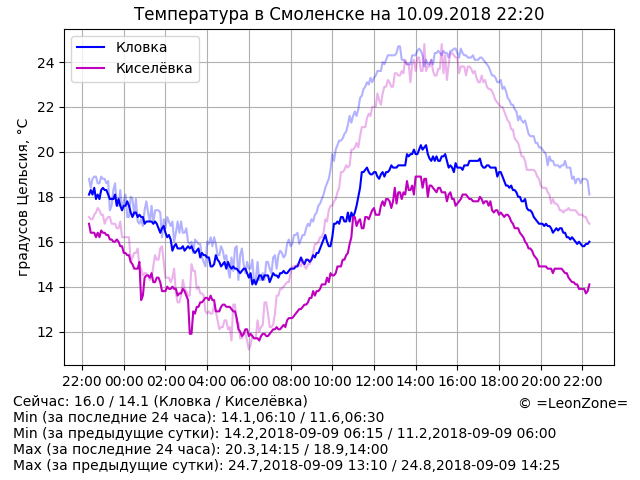 Температура в Смоленске на 10.09.2018 22:20
Кловка
Киселёвка
градусов Цельсия, °C
24
22
20
18
16
14
12
22:00 00:00 02:00 04:00 06:00 08:00 10:00 12:00 14:00 16:00 18:00 20:00 22:00
Сейчас: 16.0 / 14.1 (Кловка / Киселёвка)
© =LeonZone=
Min (за последние 24 часа): 14.1,06:10 / 11.6,06:30
Min (за предыдущие сутки): 14.2,2018-09-09 06:15 / 11.2,2018-09-09 06:00
Max (за последние 24 часа): 20.3,14:15 / 18.9,14:00
Max (за предыдущие сутки): 24.7,2018-09-09 13:10 / 24.8,2018-09-09 14:25